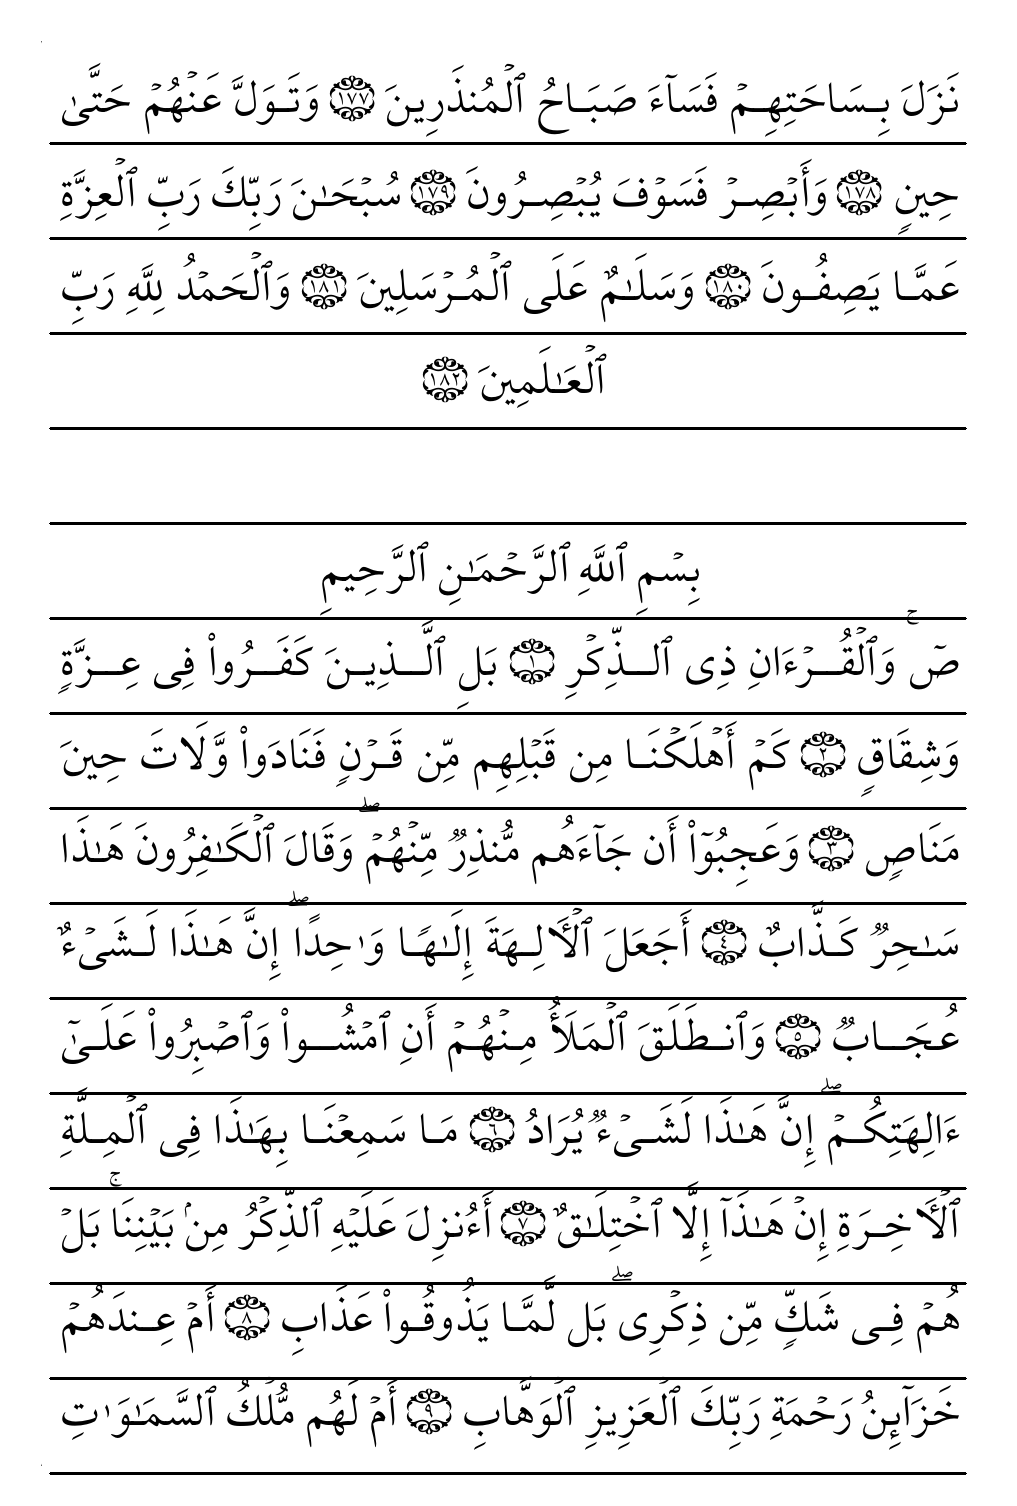 نَزَلَ بِسَاحَتِهِمۡ فَسَآءَ صَبَاحُ ٱلۡمُنذَرِينَ ١٧٧ وَتَوَلَّ عَنۡهُمۡ حَتَّىٰ
حِينٖ ١٧٨ وَأَبۡصِرۡ فَسَوۡفَ يُبۡصِرُونَ ١٧٩ سُبۡحَٰنَ رَبِّكَ رَبِّ ٱلۡعِزَّةِ
عَمَّا يَصِفُونَ ١٨٠ وَسَلَٰمٌ عَلَى ٱلۡمُرۡسَلِينَ ١٨١ وَٱلۡحَمۡدُ لِلَّهِ رَبِّ
ٱلۡعَٰلَمِينَ ١٨٢
بِسۡمِ ٱللَّهِ ٱلرَّحۡمَٰنِ ٱلرَّحِيمِ
صٓۚ وَٱلۡقُرۡءَانِ ذِي ٱلذِّكۡرِ ١ بَلِ ٱلَّذِينَ كَفَرُواْ فِي عِزَّةٖ
وَشِقَاقٖ ٢ كَمۡ أَهۡلَكۡنَا مِن قَبۡلِهِم مِّن قَرۡنٖ فَنَادَواْ وَّلَاتَ حِينَ
مَنَاصٖ ٣ وَعَجِبُوٓاْ أَن جَآءَهُم مُّنذِرٞ مِّنۡهُمۡۖ وَقَالَ ٱلۡكَٰفِرُونَ هَٰذَا
سَٰحِرٞ كَذَّابٌ ٤ أَجَعَلَ ٱلۡأٓلِهَةَ إِلَٰهٗا وَٰحِدًاۖ إِنَّ هَٰذَا لَشَيۡءٌ
عُجَابٞ ٥ وَٱنطَلَقَ ٱلۡمَلَأُ مِنۡهُمۡ أَنِ ٱمۡشُواْ وَٱصۡبِرُواْ عَلَىٰٓ
ءَالِهَتِكُمۡۖ إِنَّ هَٰذَا لَشَيۡءٞ يُرَادُ ٦ مَا سَمِعۡنَا بِهَٰذَا فِي ٱلۡمِلَّةِ
ٱلۡأٓخِرَةِ إِنۡ هَٰذَآ إِلَّا ٱخۡتِلَٰقٌ ٧ أَءُنزِلَ عَلَيۡهِ ٱلذِّكۡرُ مِنۢ بَيۡنِنَاۚ بَلۡ
هُمۡ فِي شَكّٖ مِّن ذِكۡرِيۖ بَل لَّمَّا يَذُوقُواْ عَذَابِ ٨ أَمۡ عِندَهُمۡ
خَزَآئِنُ رَحۡمَةِ رَبِّكَ ٱلۡعَزِيزِ ٱلۡوَهَّابِ ٩ أَمۡ لَهُم مُّلۡكُ ٱلسَّمَٰوَٰتِ